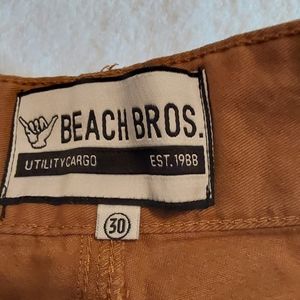 BEACH BROS.
UTILITY CARGO EST. 1988
30